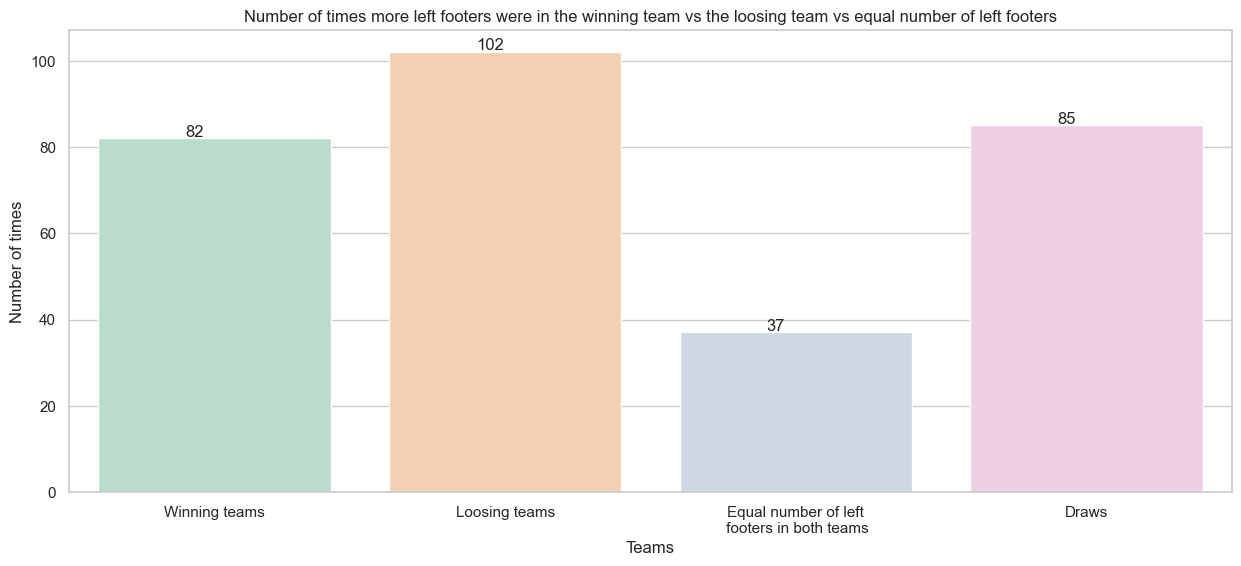 Number of times more left footers were in the winning team vs the loosing team vs equal number of left footers
Number of times
100
80
60
40
20
0
82
102
37
85
Winning teams
Loosing teams
Equal number of left
footers in both teams
Draws
Teams